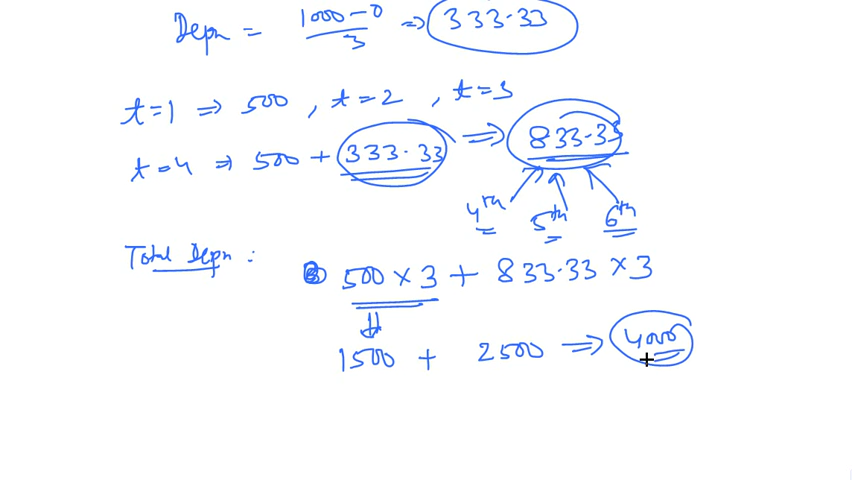 Depn = 1000-0 / 3 ⇒ 333.33
t=1 ⇒ 500 , t=2 , t=3
t=4 ⇒ 500 + 333.33 ⇒ 833.33
4th 5th 6th
Total Depn : 500 × 3 + 833.33 × 3
1500 + 2500 ⇒ 4000